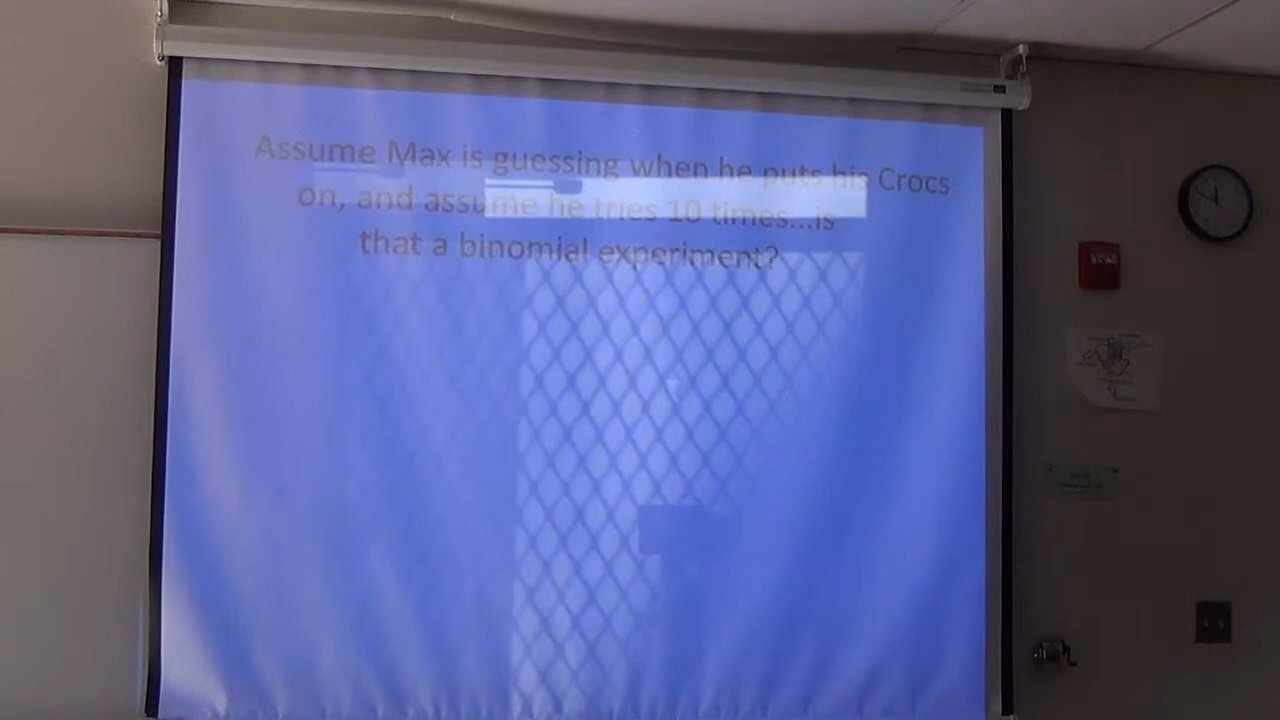 Assume Max is guessing when he puts his Crocs
on, and assume he tries 10 times...is
that a binomial experiment?